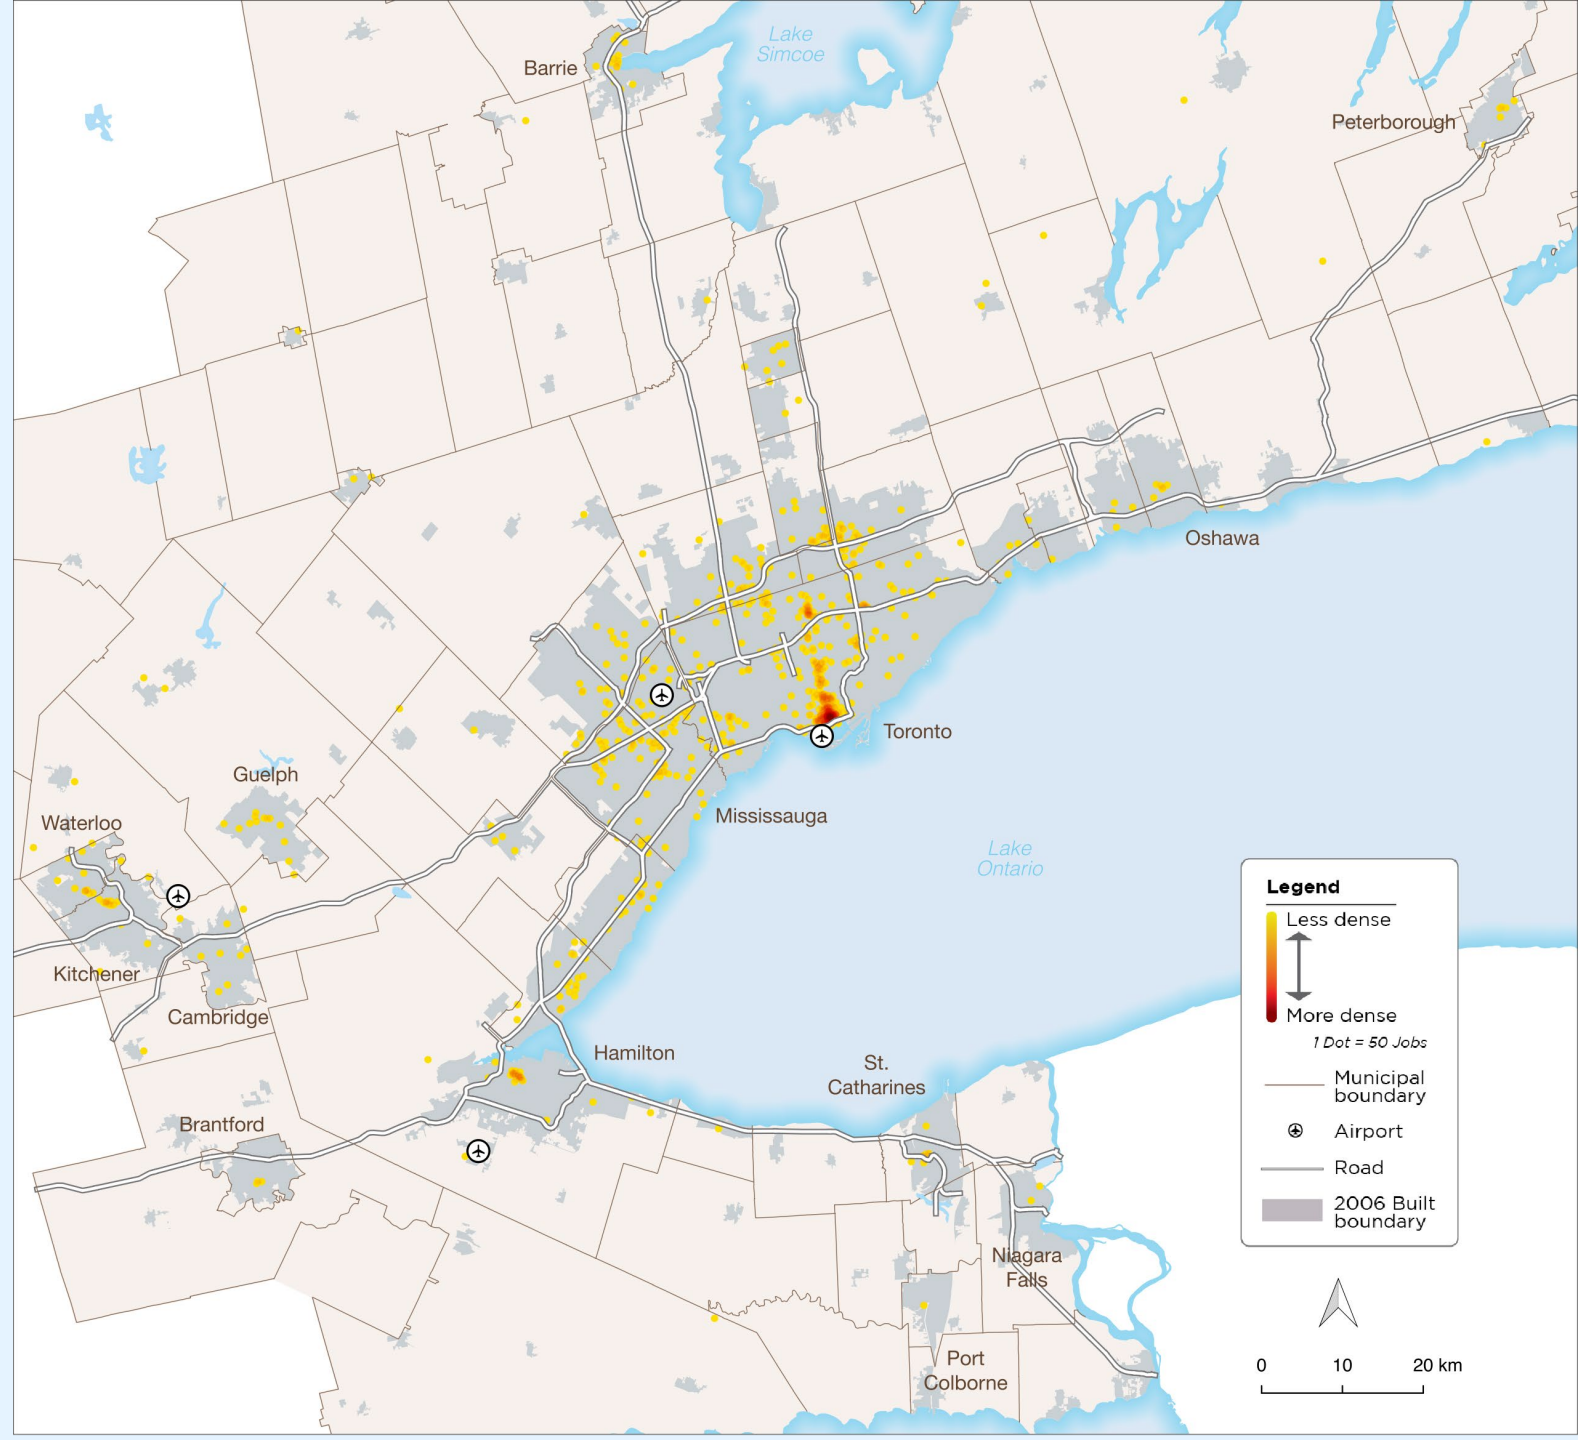 Lake
Simcoe
Barrie
Peterborough
Oshawa
Toronto
Guelph
Waterloo
Mississauga
Lake
Ontario
Kitchener
Cambridge
Hamilton
St.
Catharines
Brantford
Niagara
Falls
Port
Colborne
Legend
Less dense
More dense
1 Dot = 50 Jobs
Municipal
boundary
Airport
Road
2006 Built
boundary
0 10 20 km